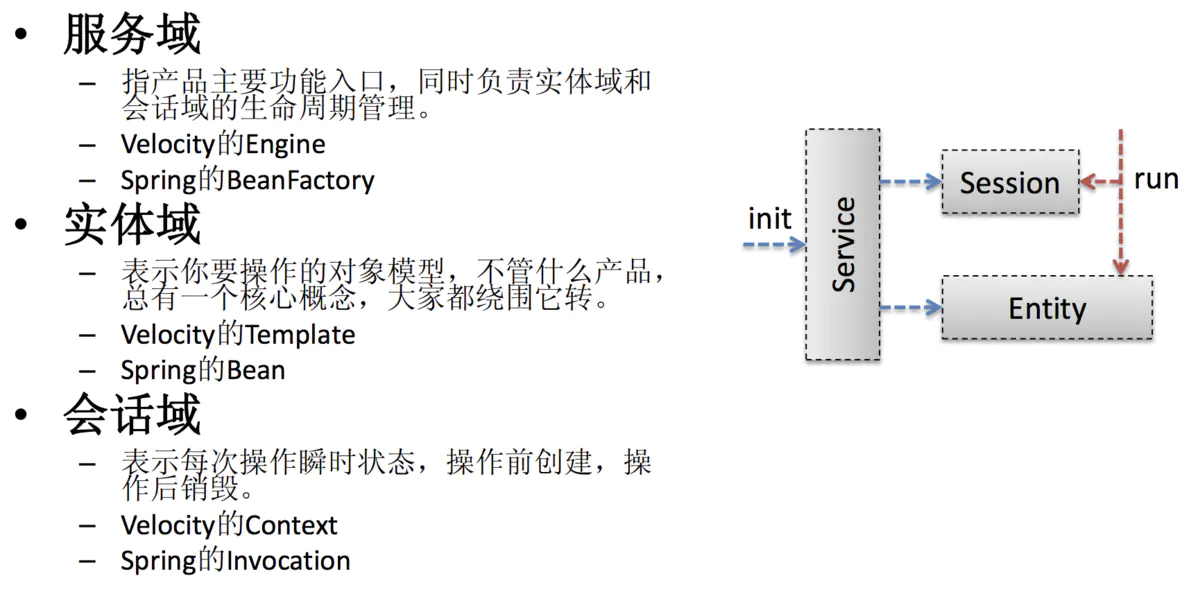 • 服务域
– 指产品主要功能入口，同时负责实体域和
会话域的生命周期管理。
– Velocity的Engine
– Spring的BeanFactory
• 实体域
– 表示你要操作的对象模型，不管什么产品，
总有一个核心概念，大家都绕围它转。
– Velocity的Template
– Spring的Bean
• 会话域
– 表示每次操作瞬时状态，操作前创建，操
作后销毁。
– Velocity的Context
– Spring的Invocation
init
Service
Session
run
Entity